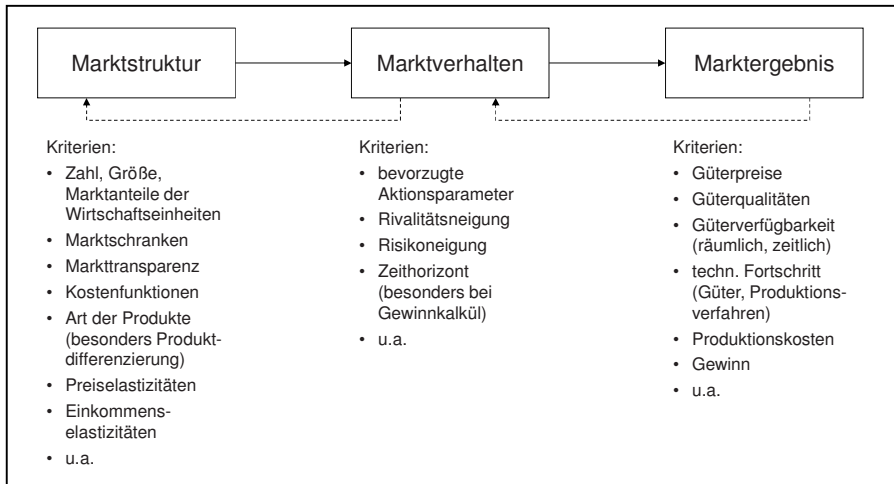 Marktstruktur
Marktverhalten
Marktergebnis
Kriterien:
• Zahl, Größe,
Marktanteile der
Wirtschaftseinheiten
• Marktschranken
• Markttransparenz
• Kostenfunktionen
• Art der Produkte
(besonders Produkt-
differenzierung)
• Preiselastizitäten
• Einkommens-
elastizitäten
• u.a.
Kriterien:
• bevorzugte
Aktionsparameter
• Rivalitätsneigung
• Risikoneigung
• Zeithorizont
(besonders bei
Gewinnkalkül)
• u.a.
Kriterien:
• Güterpreise
• Güterqualitäten
• Güterverfügbarkeit
(räumlich, zeitlich)
• techn. Fortschritt
(Güter, Produktions-
verfahren)
• Produktionskosten
• Gewinn
• u.a.